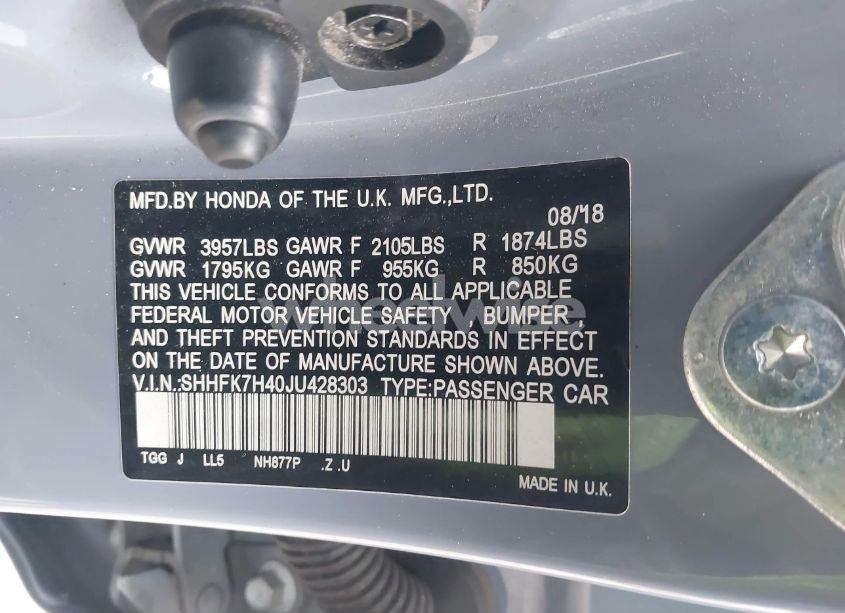 MFD.BY HONDA OF THE U.K. MFG.,LTD.
08/18
GVWR 3957LBS GAWR F 2105LBS R 1874LBS
GVWR 1795KG GAWR F 955KG R 850KG
THIS VEHICLE CONFORMS TO ALL APPLICABLE
FEDERAL MOTOR VEHICLE SAFETY , BUMPER ,
AND THEFT PREVENTION STANDARDS IN EFFECT
ON THE DATE OF MANUFACTURE SHOWN ABOVE.
V.I.N.:SHHFK7H40JU428303 TYPE:PASSENGER CAR
TGG J LL5 NH877P .Z .U
MADE IN U.K.